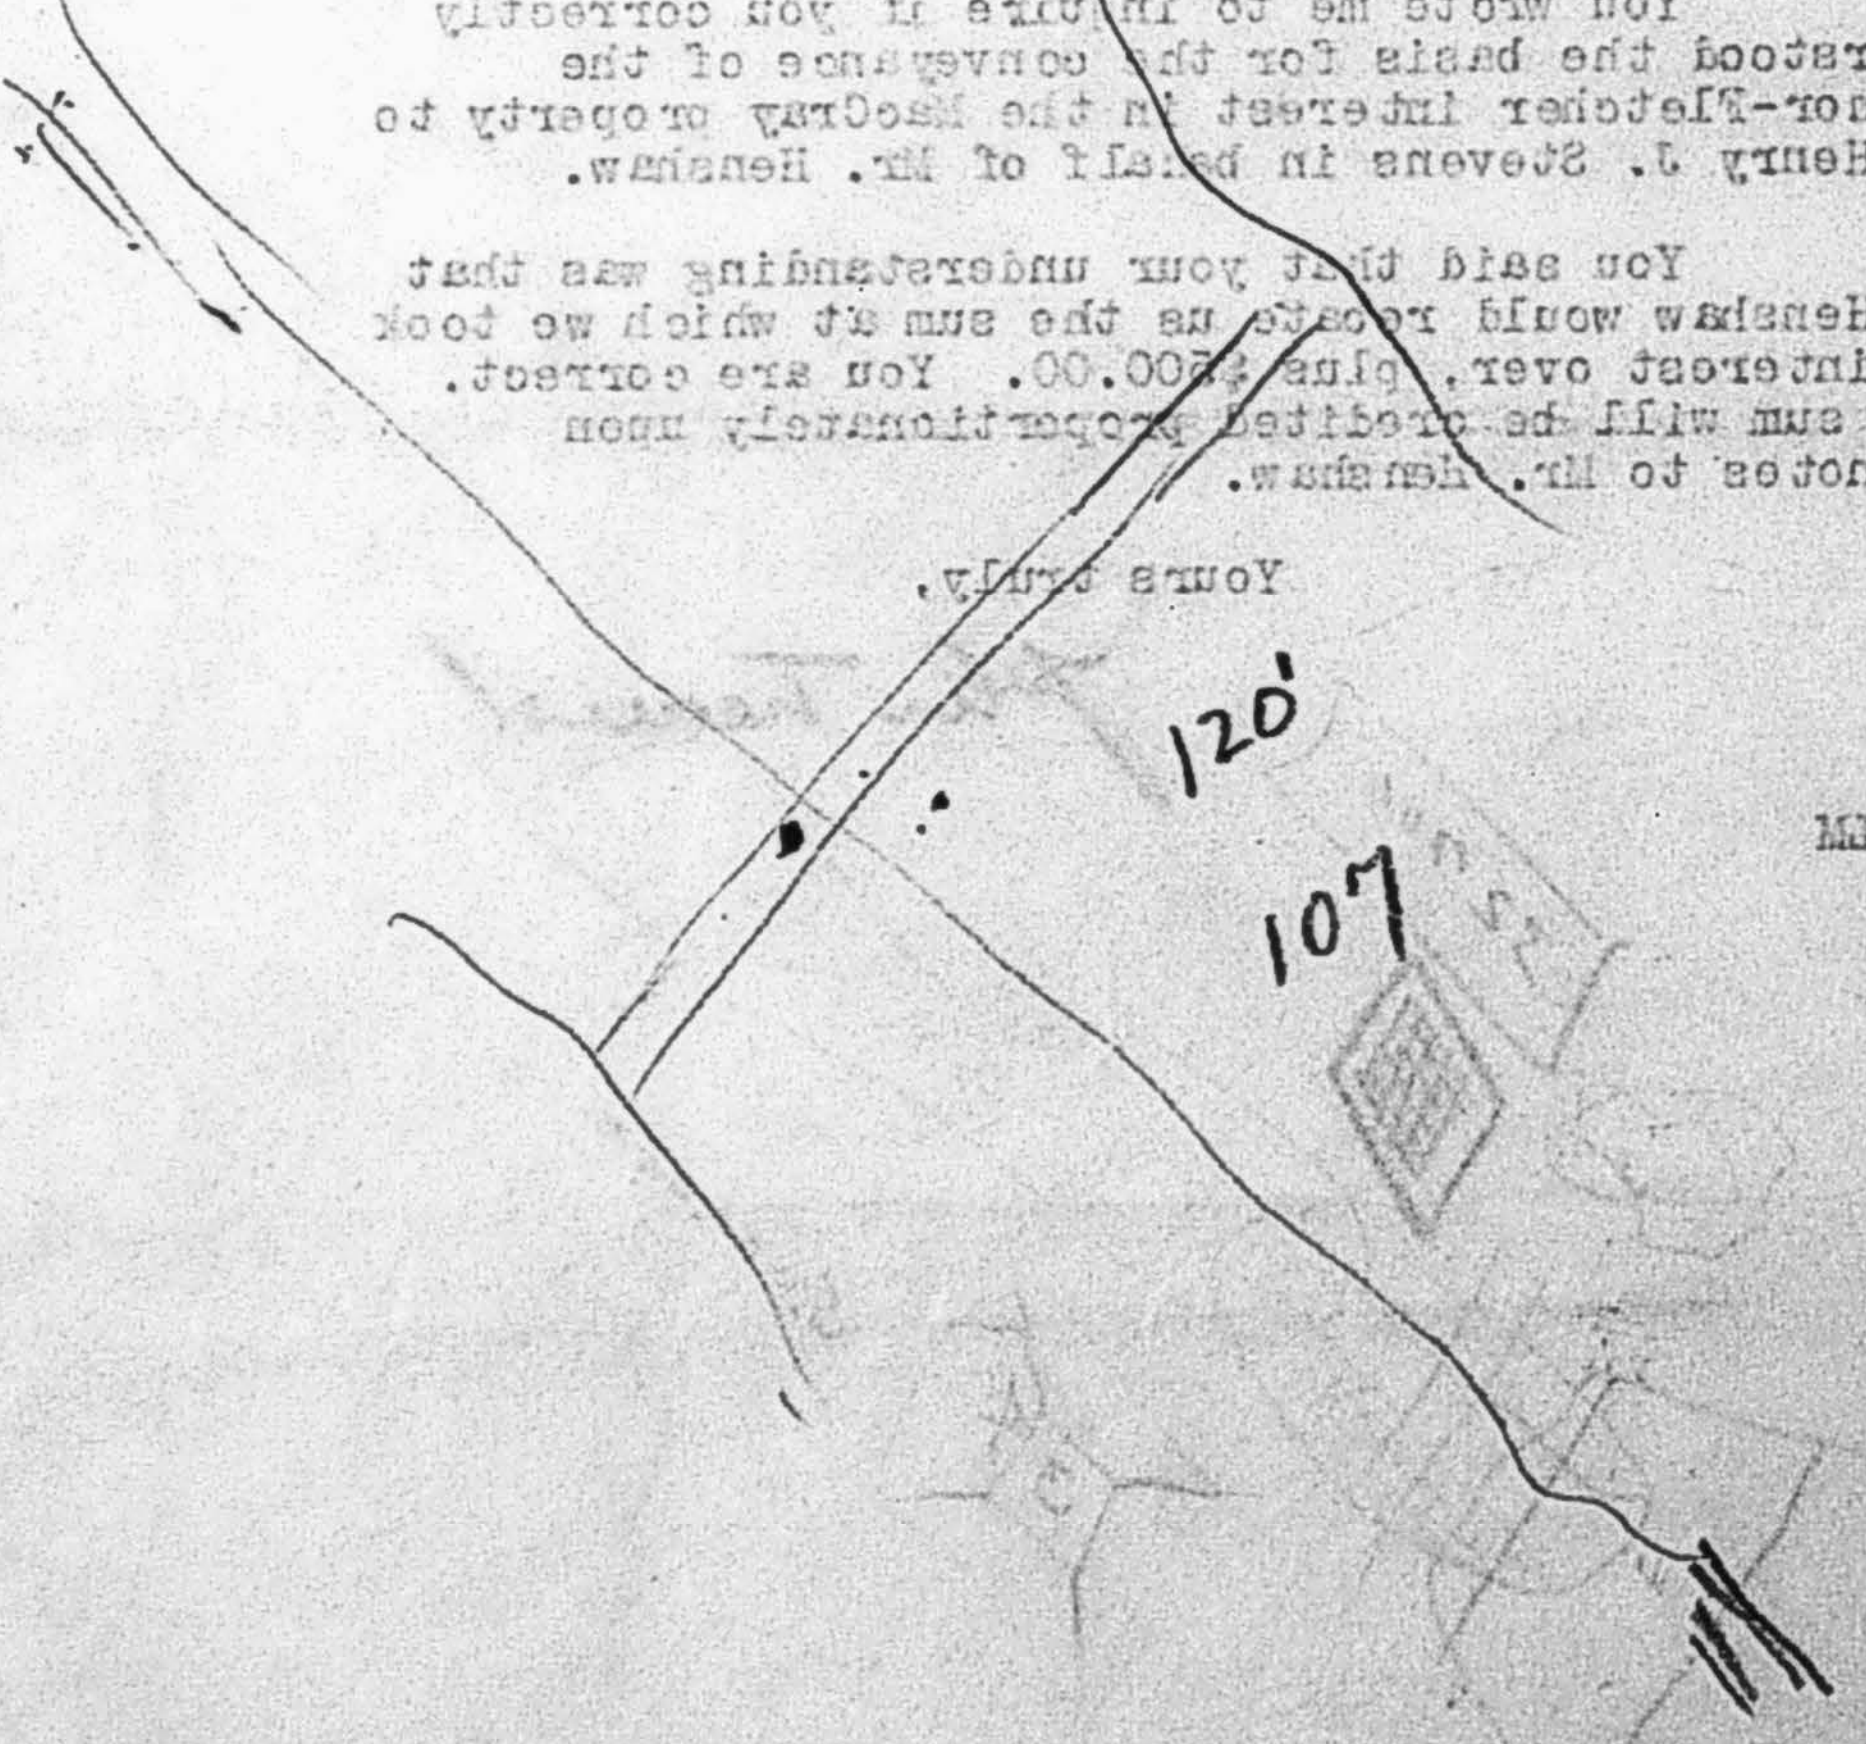 You wrote me to inquire if you correctly
rstood the basis for the conveyance of the
nor-Fletcher interest in the MacCray property to
Henry J. Stevens in behalf of Mr. Henshaw.
You said that your understanding was that
Henshaw would rebate us the sum at which we took
interest over, plus $500.00. You are correct.
sum will be credited proportionately upon
notes to Mr. Henshaw.
Yours truly,
120'
107